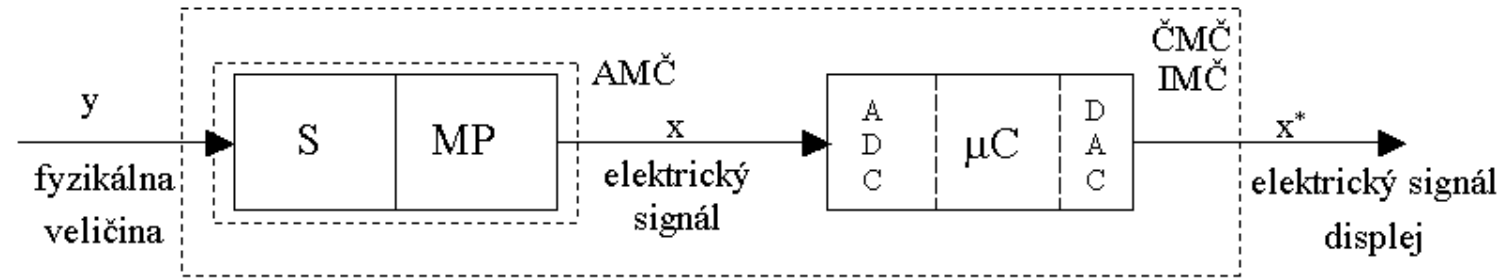 y
fyzikálna
veličina
S
MP
AMČ
x
elektrický
signál
A
D
C
μC
D
A
C
ČMČ
IMČ
x*
elektrický signál
displej